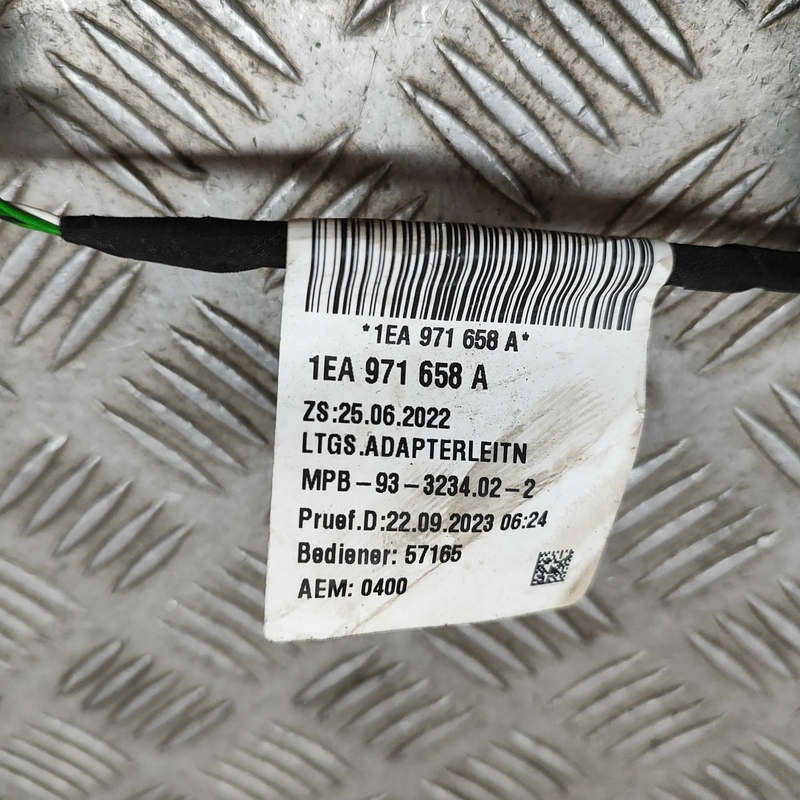 *1EA 971 658 A*
1EA 971 658 A
ZS:25.06.2022
LTGS.ADAPTERLEITN
MPB-93-3234.02-2
Pruef.D:22.09.2023 06:24
Bediener: 57165
AEM: 0400